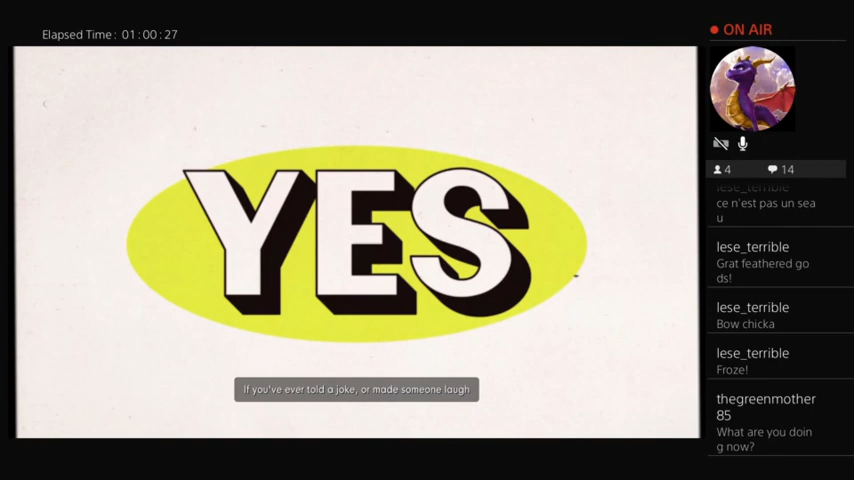 Elapsed Time: 01:00:27
ON AIR
YES
If you've ever told a joke, or made someone laugh
4 14
lese_terrible
ce n'est pas un sea
u
lese_terrible
Grat feathered go
ds!
lese_terrible
Bow chicka
lese_terrible
Froze!
thegreenmother
85
What are you doin
g now?